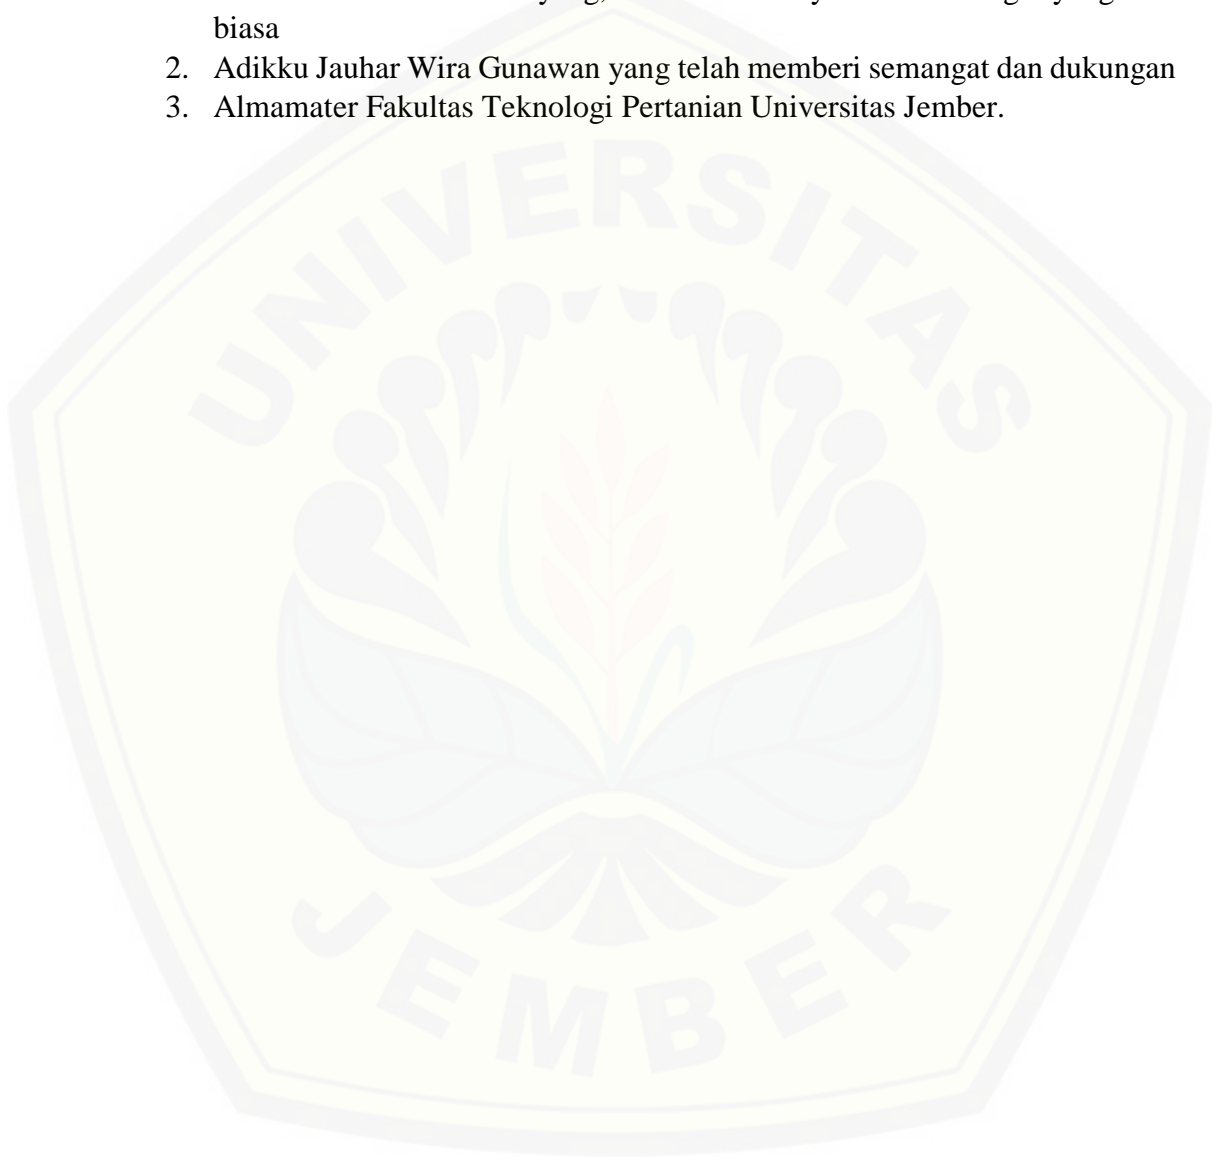 biasa
2. Adikku Jauhar Wira Gunawan yang telah memberi semangat dan dukungan
3. Almamater Fakultas Teknologi Pertanian Universitas Jember.
UNIVERSITAS
JEMBER